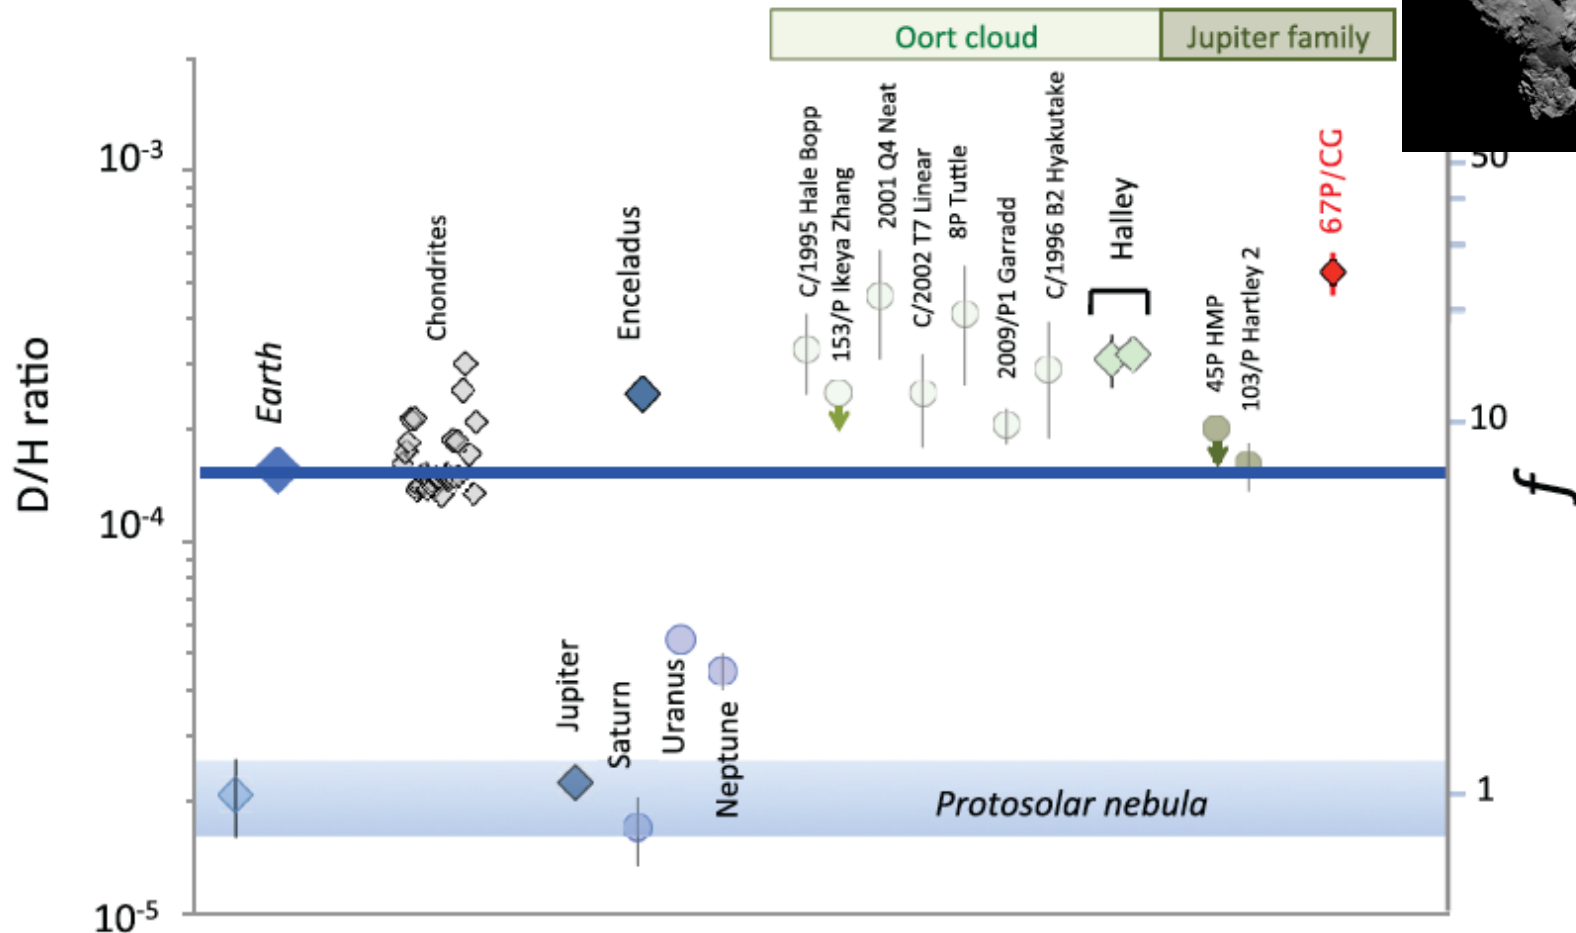 Oort cloud
Jupiter family
D/H ratio
10-3
10-4
10-5
Earth
Chondrites
Enceladus
C/1995 Hale Bopp
153/P Ikeya Zhang
2001 Q4 Neat
C/2002 T7 Linear
8P Tuttle
2009/P1 Garradd
C/1996 B2 Hyakutake
Halley
45P HMP
103/P Hartley 2
67P/CG
Jupiter
Saturn
Uranus
Neptune
Protosolar nebula
50
10
1
f